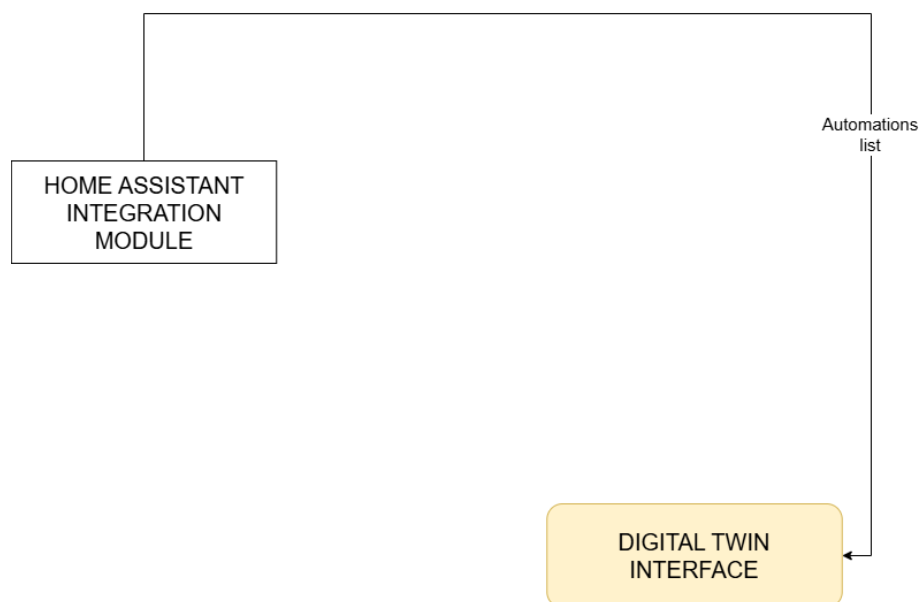 Automations
list
HOME ASSISTANT
INTEGRATION
MODULE
DIGITAL TWIN
INTERFACE